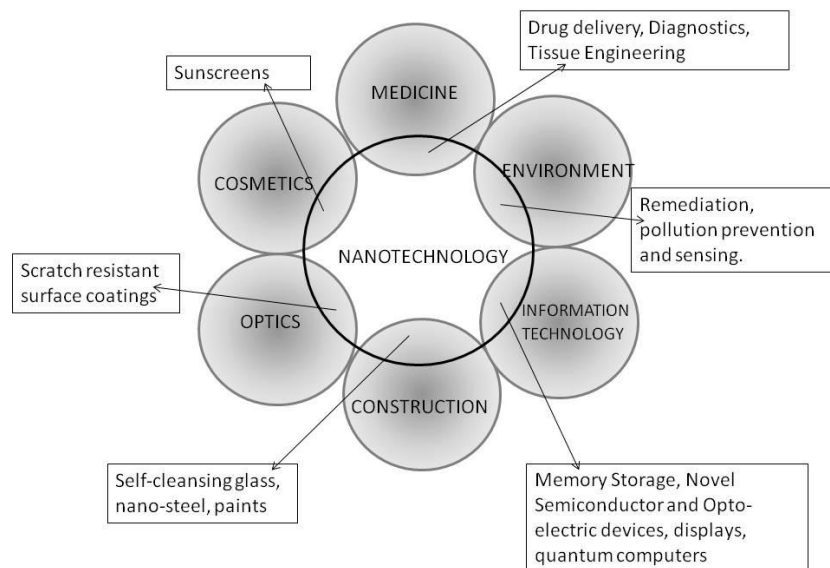 Drug delivery, Diagnostics,
Tissue Engineering
Sunscreens
MEDICINE
ENVIRONMENT
COSMETICS
Remediation,
pollution prevention
and sensing.
NANOTECHNOLOGY
Scratch resistant
surface coatings
OPTICS
INFORMATION
TECHNOLOGY
CONSTRUCTION
Self-cleansing glass,
nano-steel, paints
Memory Storage, Novel
Semiconductor and Opto-
electric devices, displays,
quantum computers